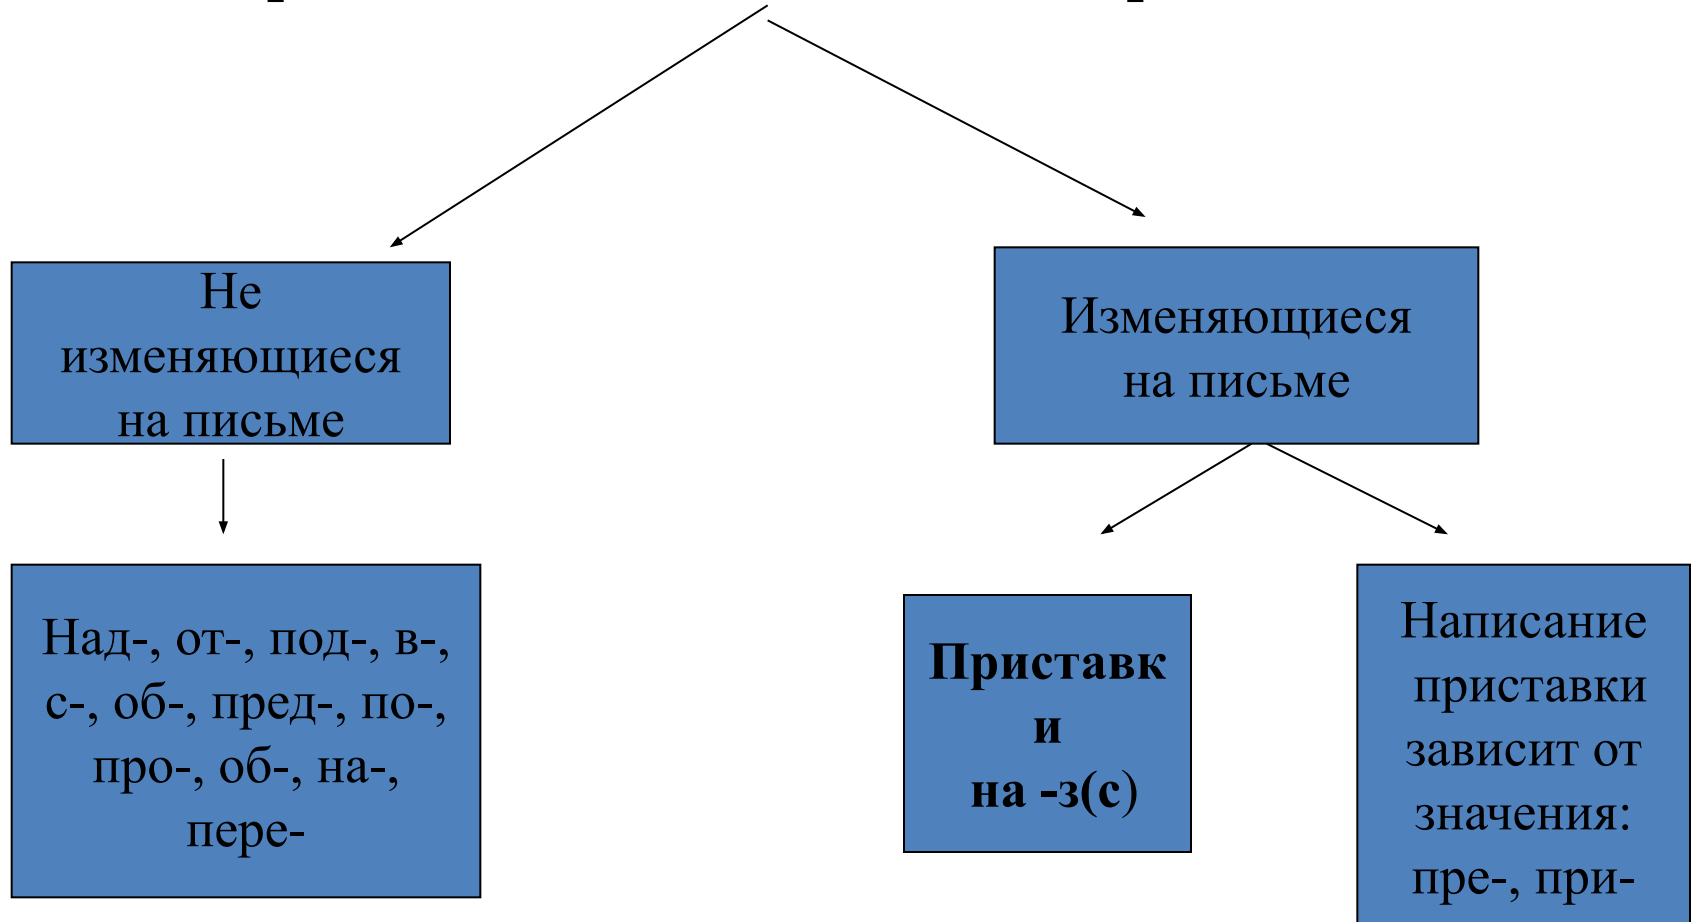 Не
изменяющиеся
на письме
Изменяющиеся
на письме
Над-, от-, под-, в-,
с-, об-, пред-, по-,
про-, об-, на-,
пере-
Приставк
и
на -з(с)
Написание
приставки
зависит от
значения:
пре-, при-